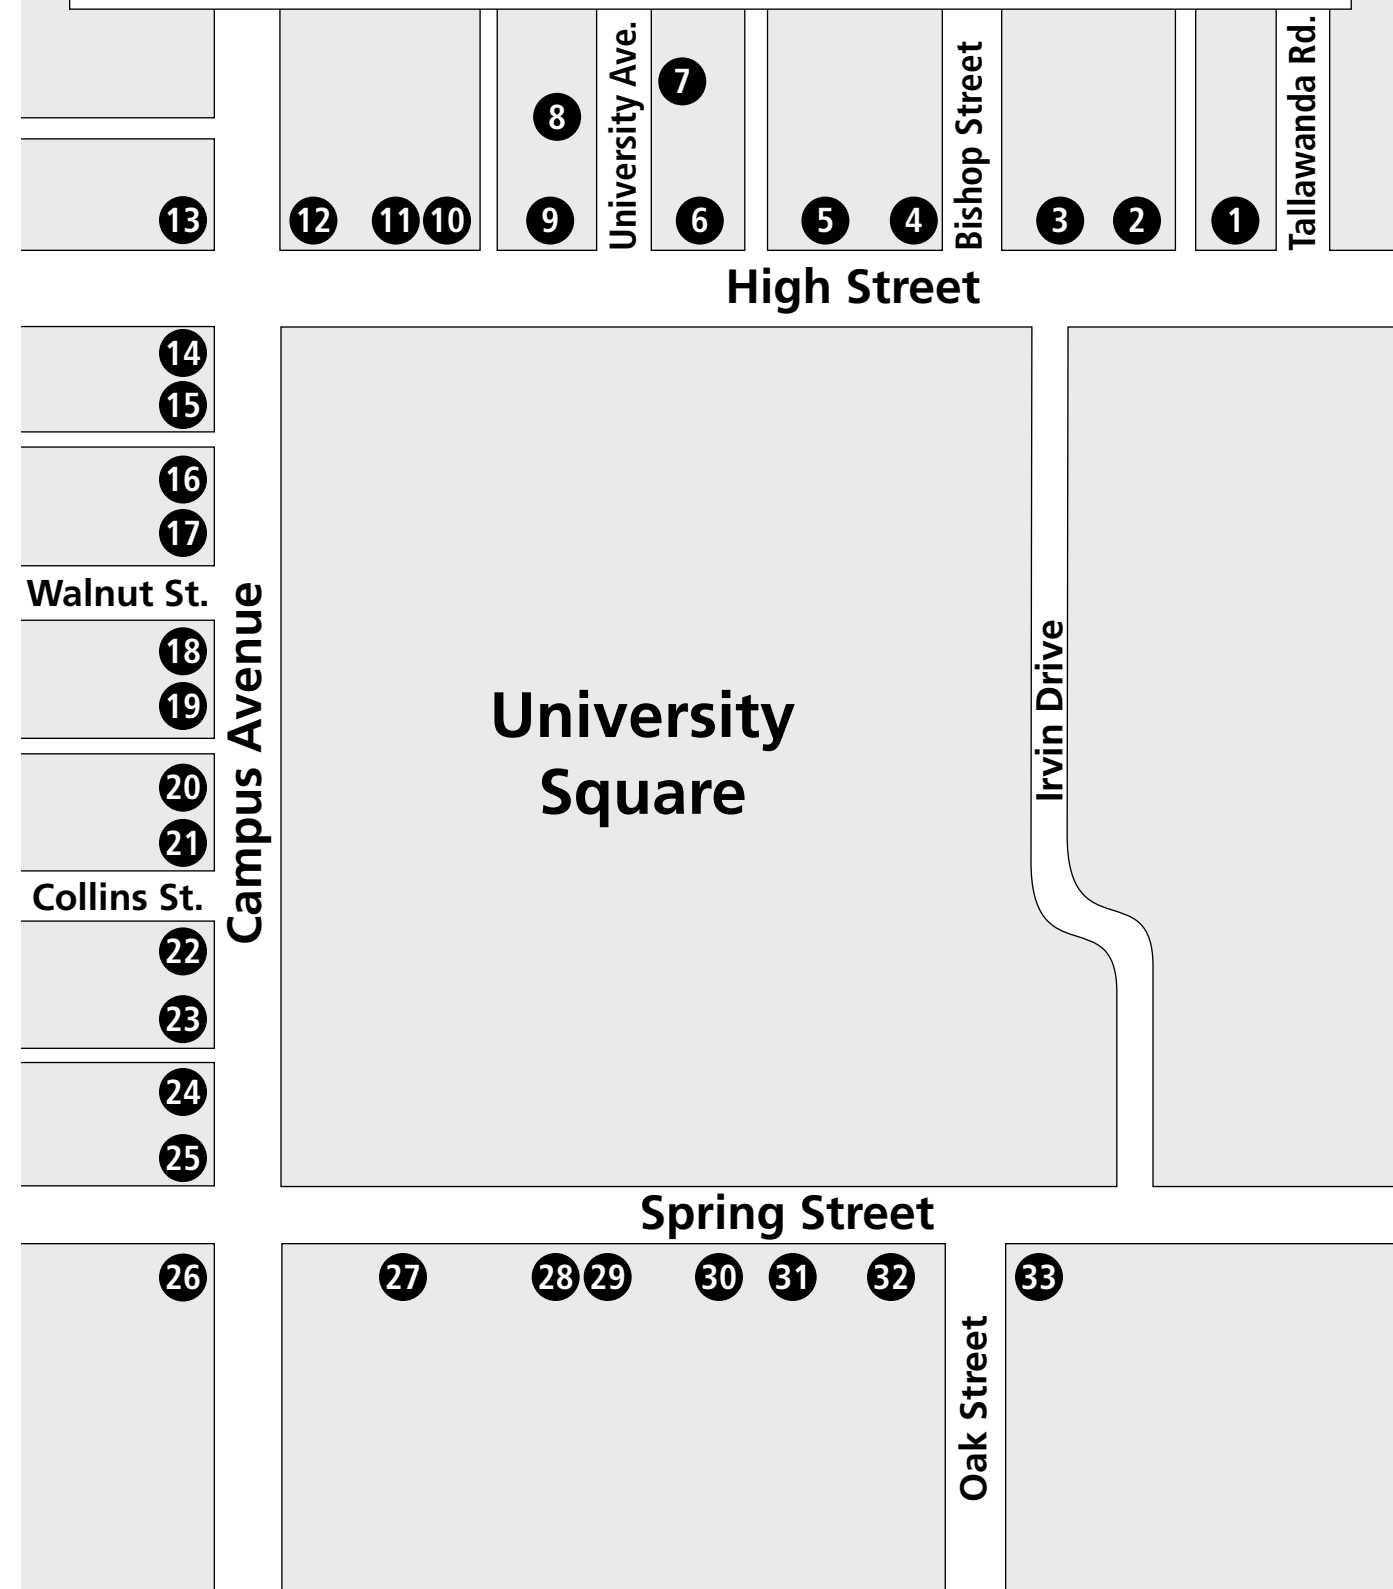 University Ave.
Bishop Street
Tallawanda Rd.
7
8
13
12
11
10
9
6
5
4
3
2
1
High Street
14
15
16
17
Walnut St.
18
19
20
21
Collins St.
22
23
24
25
Campus Avenue
University
Square
Irvin Drive
Spring Street
26
27
28
29
30
31
32
33
Oak Street